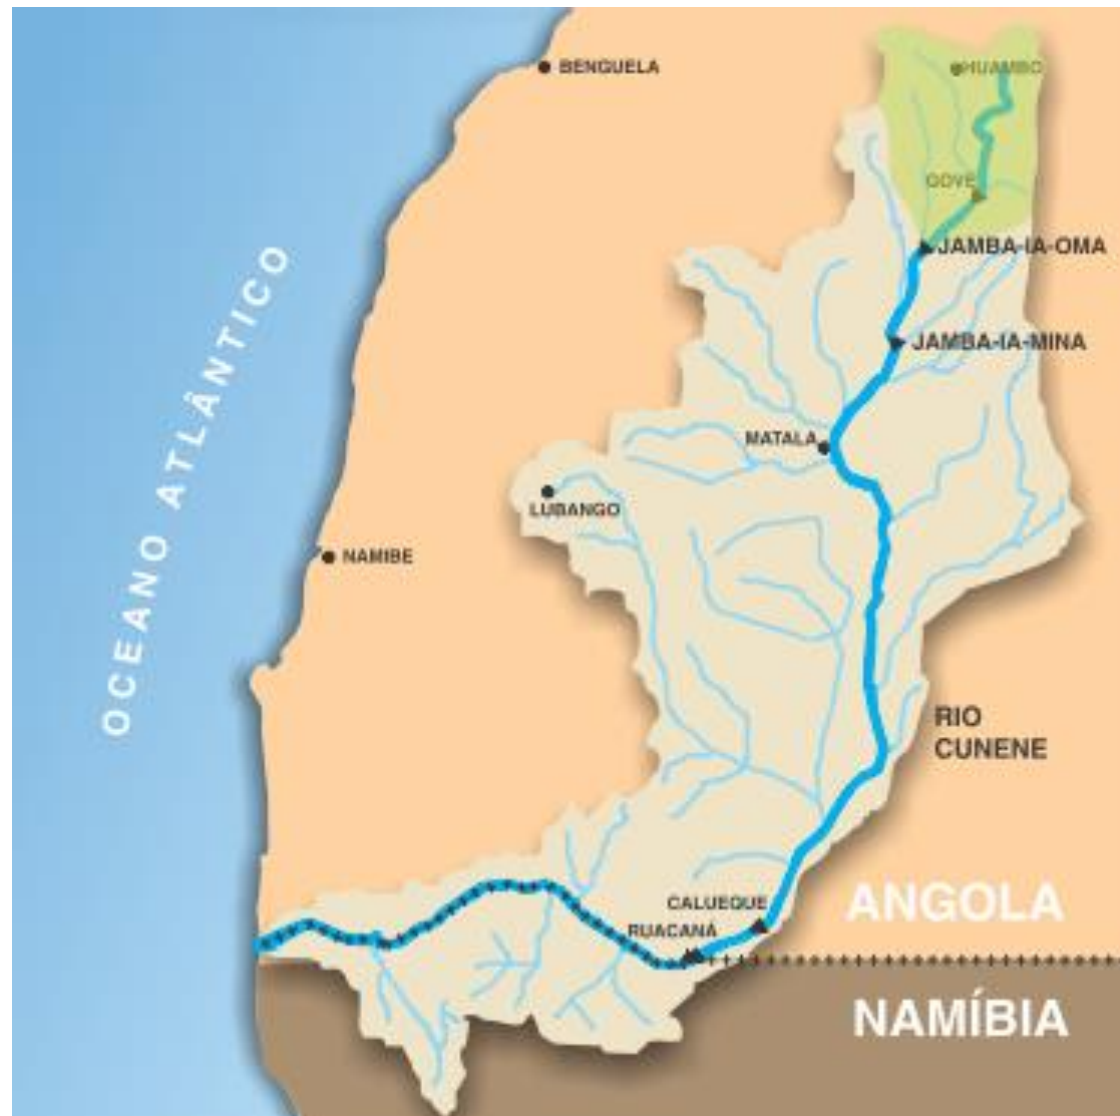 BENGUELA
HUAMBO
GOVE
JAMBA-IA-OMA
JAMBA-IA-MINA
MATALA
LUBANGO
NAMIBE
OCEANO ATLÂNTICO
RIO
CUNENE
CALUEQUE
RUACANÁ
ANGOLA
NAMÍBIA